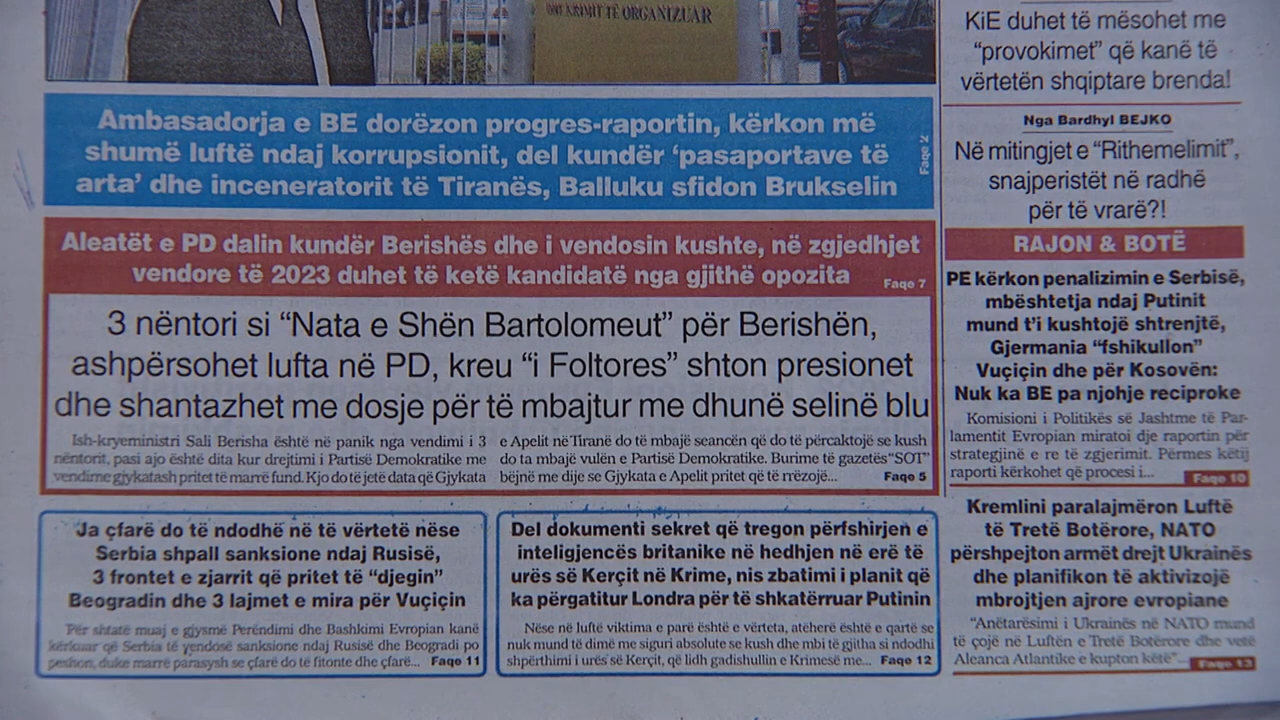 DHE KRIMIT TË ORGANIZUAR
Ambasadorja e BE dorëzon progres-raportin, kërkon më
shumë luftë ndaj korrupsionit, del kundër ‘pasaportave të
arta’ dhe inceneratorit të Tiranës, Balluku sfidon Brukselin
Faqe 2
Aleatët e PD dalin kundër Berishës dhe i vendosin kushte, në zgjedhjet
vendore të 2023 duhet të ketë kandidatë nga gjithë opozita
Faqe 7
3 nëntori si “Nata e Shën Bartolomeut” për Berishën,
ashpërsohet lufta në PD, kreu “i Foltores” shton presionet
dhe shantazhet me dosje për të mbajtur me dhunë selinë blu
Ish-kryeministri Sali Berisha është në panik nga vendimi i 3
nëntorit, pasi ajo është dita kur drejtimi i Partisë Demokratike me
vendime gjykatash pritet të marrë fund. Kjo do të jetë data që Gjykata
e Apelit në Tiranë do të mbajë seancën që do të përcaktojë se kush
do ta mbajë vulën e Partisë Demokratike. Burime të gazetës “SOT”
bëjnë me dije se Gjykata e Apelit pritet që të rrëzojë...
Faqe 5
Ja çfarë do të ndodhë në të vërtetë nëse
Serbia shpall sanksione ndaj Rusisë,
3 frontet e zjarrit që pritet të “djegin”
Beogradin dhe 3 lajmet e mira për Vuçiçin
Për shtatë muaj e gjysmë Perëndimi dhe Bashkimi Evropian kanë
kërkuar që Serbia të vendosë sanksione ndaj Rusisë dhe Beogradi po
peshon, duke marrë parasysh se çfarë do të fitonte dhe çfarë...
Faqe 11
Del dokumenti sekret që tregon përfshirjen e
inteligjencës britanike në hedhjen në erë të
urës së Kerçit në Krime, nis zbatimi i planit që
ka përgatitur Londra për të shkatërruar Putinin
Nëse në luftë viktima e parë është e vërteta, atëherë është e qartë se
nuk mund të dimë me siguri absolute se kush dhe mbi të gjitha si ndodhi
shpërthimi i urës së Kerçit, që lidh gadishullin e Krimesë me...
Faqe 12
KiE duhet të mësohet me
“provokimet” që kanë të
vërtetën shqiptare brenda!
Nga Bardhyl BEJKO
Në mitingjet e “Rithemelimit”,
snajperistët në radhë
për të vrarë?!
RAJON & BOTË
PE kërkon penalizimin e Serbisë,
mbështetja ndaj Putinit
mund t’i kushtojë shtrenjtë,
Gjermania “fshikullon”
Vuçiçin dhe për Kosovën:
Nuk ka BE pa njohje reciproke
Komisioni i Politikës së Jashtme të Par-
lamentit Evropian miratoi dje raportin për
strategjinë e re të zgjerimit. Përmes këtij
raporti kërkohet që procesi i...
Faqe 10
Kremlini paralajmëron Luftë
të Tretë Botërore, NATO
përshpejton armët drejt Ukrainës
dhe planifikon të aktivizojë
mbrojtjen ajrore evropiane
“Anëtarësimi i Ukrainës në NATO mund
të çojë në Luftën e Tretë Botërore dhe vetë
Aleanca Atlantike e kupton këtë”...
Faqe 13